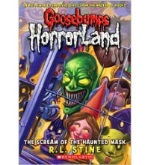 Goosebumps
HorrorLand
THE SCREAM OF THE HAUNTED MASK
R.L. STINE
SCHOLASTIC